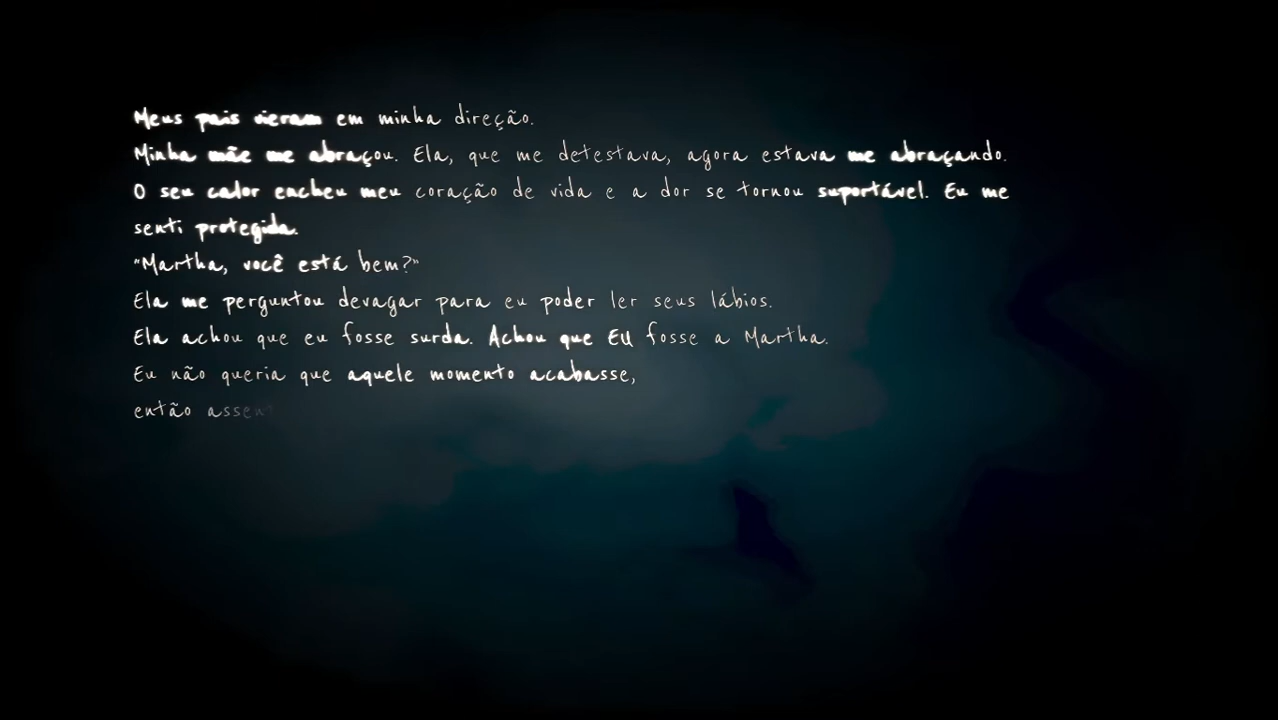 Meus pais vieram em minha direção.
Minha mãe me abraçou. Ela, que me detestava, agora estava me abraçando.
O seu calor encheu meu coração de vida e a dor se tornou suportável. Eu me
senti protegida.
"Martha, você está bem?"
Ela me perguntou devagar para eu poder ler seus lábios.
Ela achou que eu fosse surda. Achou que EU fosse a Martha.
Eu não queria que aquele momento acabasse,
então assent